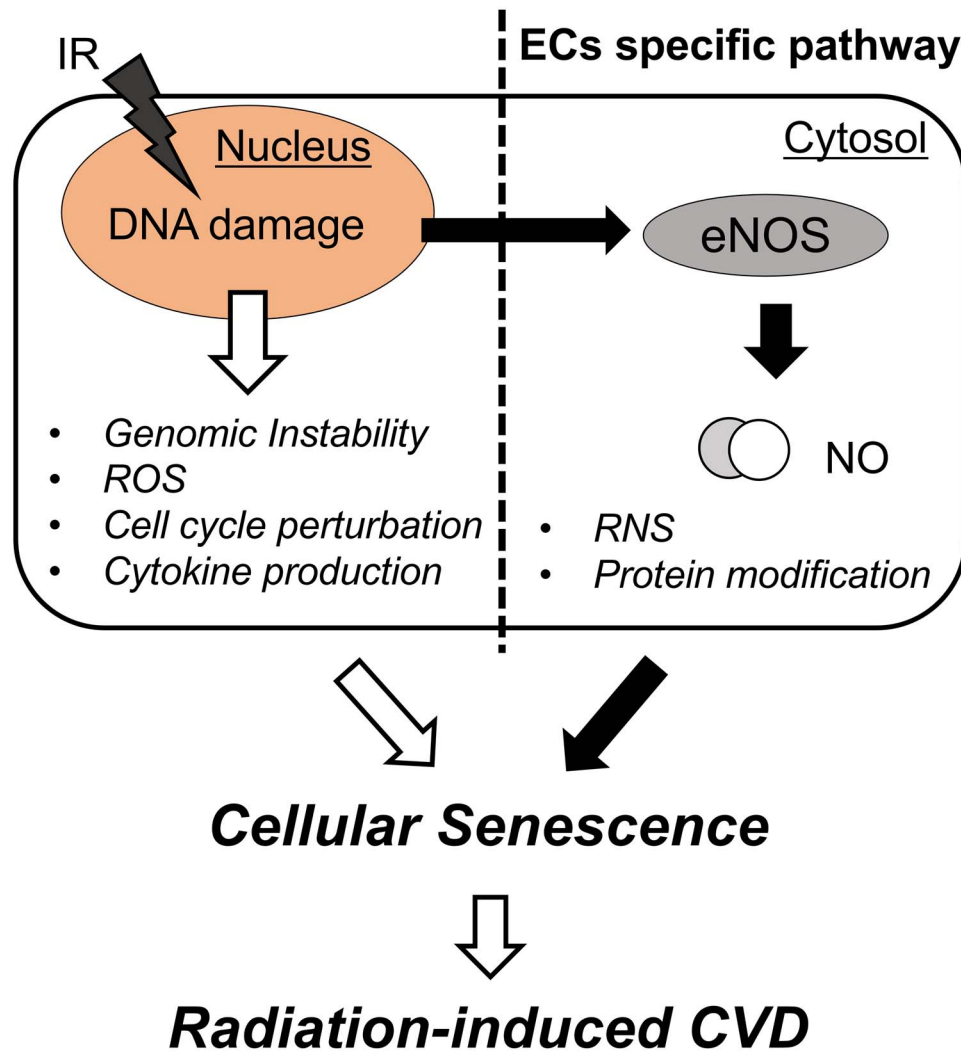 IR
ECs specific pathway
Nucleus
Cytosol
DNA damage
eNOS
NO
• Genomic Instability
• ROS
• Cell cycle perturbation
• Cytokine production
• RNS
• Protein modification
Cellular Senescence
Radiation-induced CVD